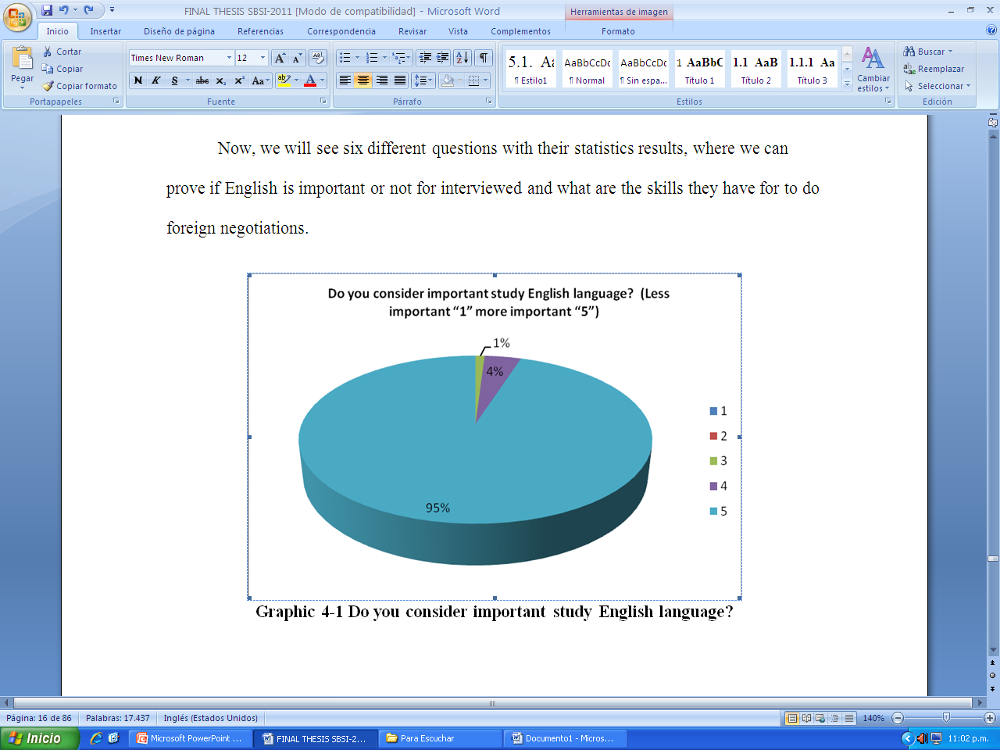 FINAL THESIS SBSI-2011 [Modo de compatibilidad] - Microsoft Word
Herramientas de imagen
Inicio Insertar Diseño de página Referencias Correspondencia Revisar Vista Complementos Formato
Pegar
Cortar
Copiar
Copiar formato
Portapapeles
Times New Roman 12
N K S abc x₂ x² Aa
Fuente
Párrafo
5.1. Aa AaBbCcDc AaBbCcDc 1 AaBbC 1.1 AaB 1.1.1 Aa
¶ Estilo1 ¶ Normal ¶ Sin espa... Título 1 Título 2 Título 3
Cambiar estilos
Estilos
Buscar
Reemplazar
Seleccionar
Edición
Now, we will see six different questions with their statistics results, where we can
prove if English is important or not for interviewed and what are the skills they have for to do
foreign negotiations.
Do you consider important study English language? (Less
important “1” more important “5”)
1%
4%
95%
1
2
3
4
5
Graphic 4-1 Do you consider important study English language?
Página: 16 de 86 Palabras: 17.437 Inglés (Estados Unidos) 140%
Inicio Microsoft PowerPoint ... FINAL THESIS SBSI-2... Para Escuchar Documento1 - Micros... 11:02 p.m.